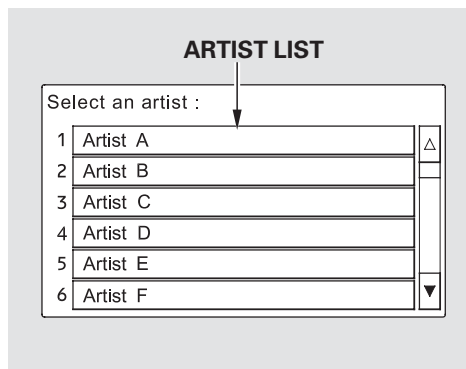 ARTIST LIST
Select an artist :
1 Artist A
2 Artist B
3 Artist C
4 Artist D
5 Artist E
6 Artist F